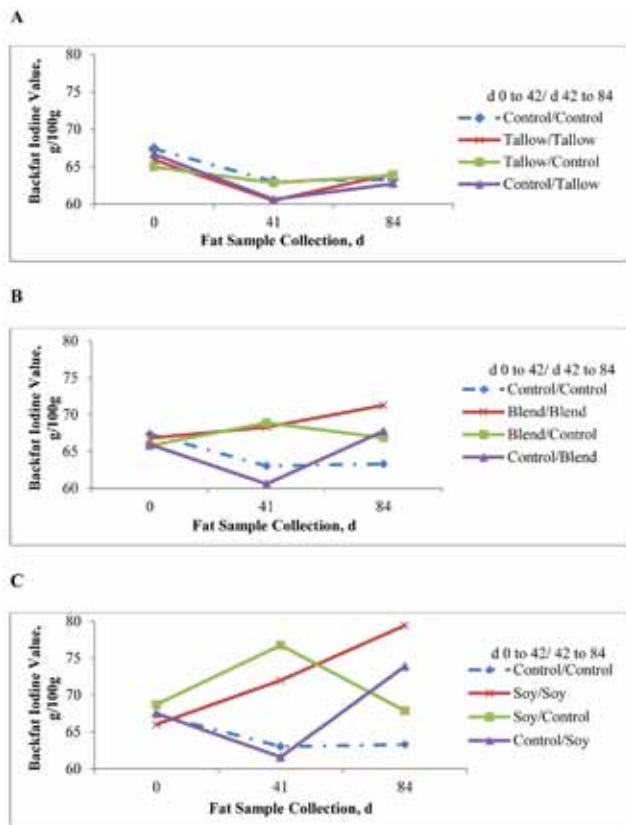 A
80
75
70
65
60
0
41
84
Backfat Iodine Value,
g/100g
Fat Sample Collection, d
d 0 to 42/ d 42 to 84
Control/Control
Tallow/Tallow
Tallow/Control
Control/Tallow
B
80
75
70
65
60
0
41
84
Backfat Iodine Value,
g/100g
Fat Sample Collection, d
d 0 to 42/ d 42 to 84
Control/Control
Blend/Blend
Blend/Control
Control/Blend
C
80
75
70
65
60
0
41
84
Backfat Iodine Value,
g/100g
Fat Sample Collection, d
d 0 to 42/ 42 to 84
Control/Control
Soy/Soy
Soy/Control
Control/Soy